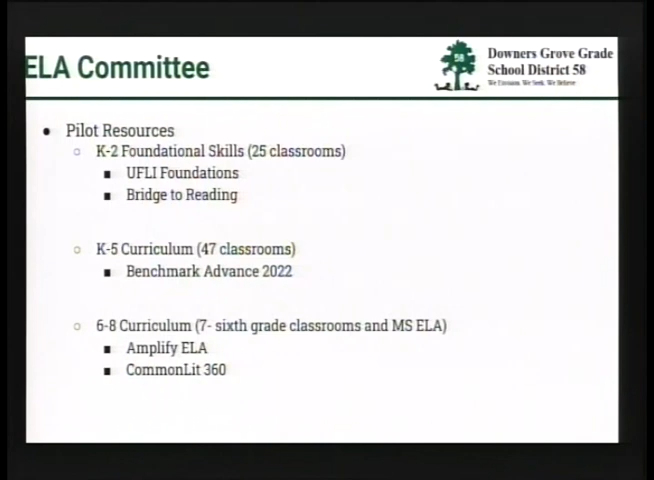 ELA Committee
58
Downers Grove Grade
School District 58
We Envision. We Seek. We Believe
● Pilot Resources
○ K-2 Foundational Skills (25 classrooms)
■ UFLI Foundations
■ Bridge to Reading
○ K-5 Curriculum (47 classrooms)
■ Benchmark Advance 2022
○ 6-8 Curriculum (7- sixth grade classrooms and MS ELA)
■ Amplify ELA
■ CommonLit 360